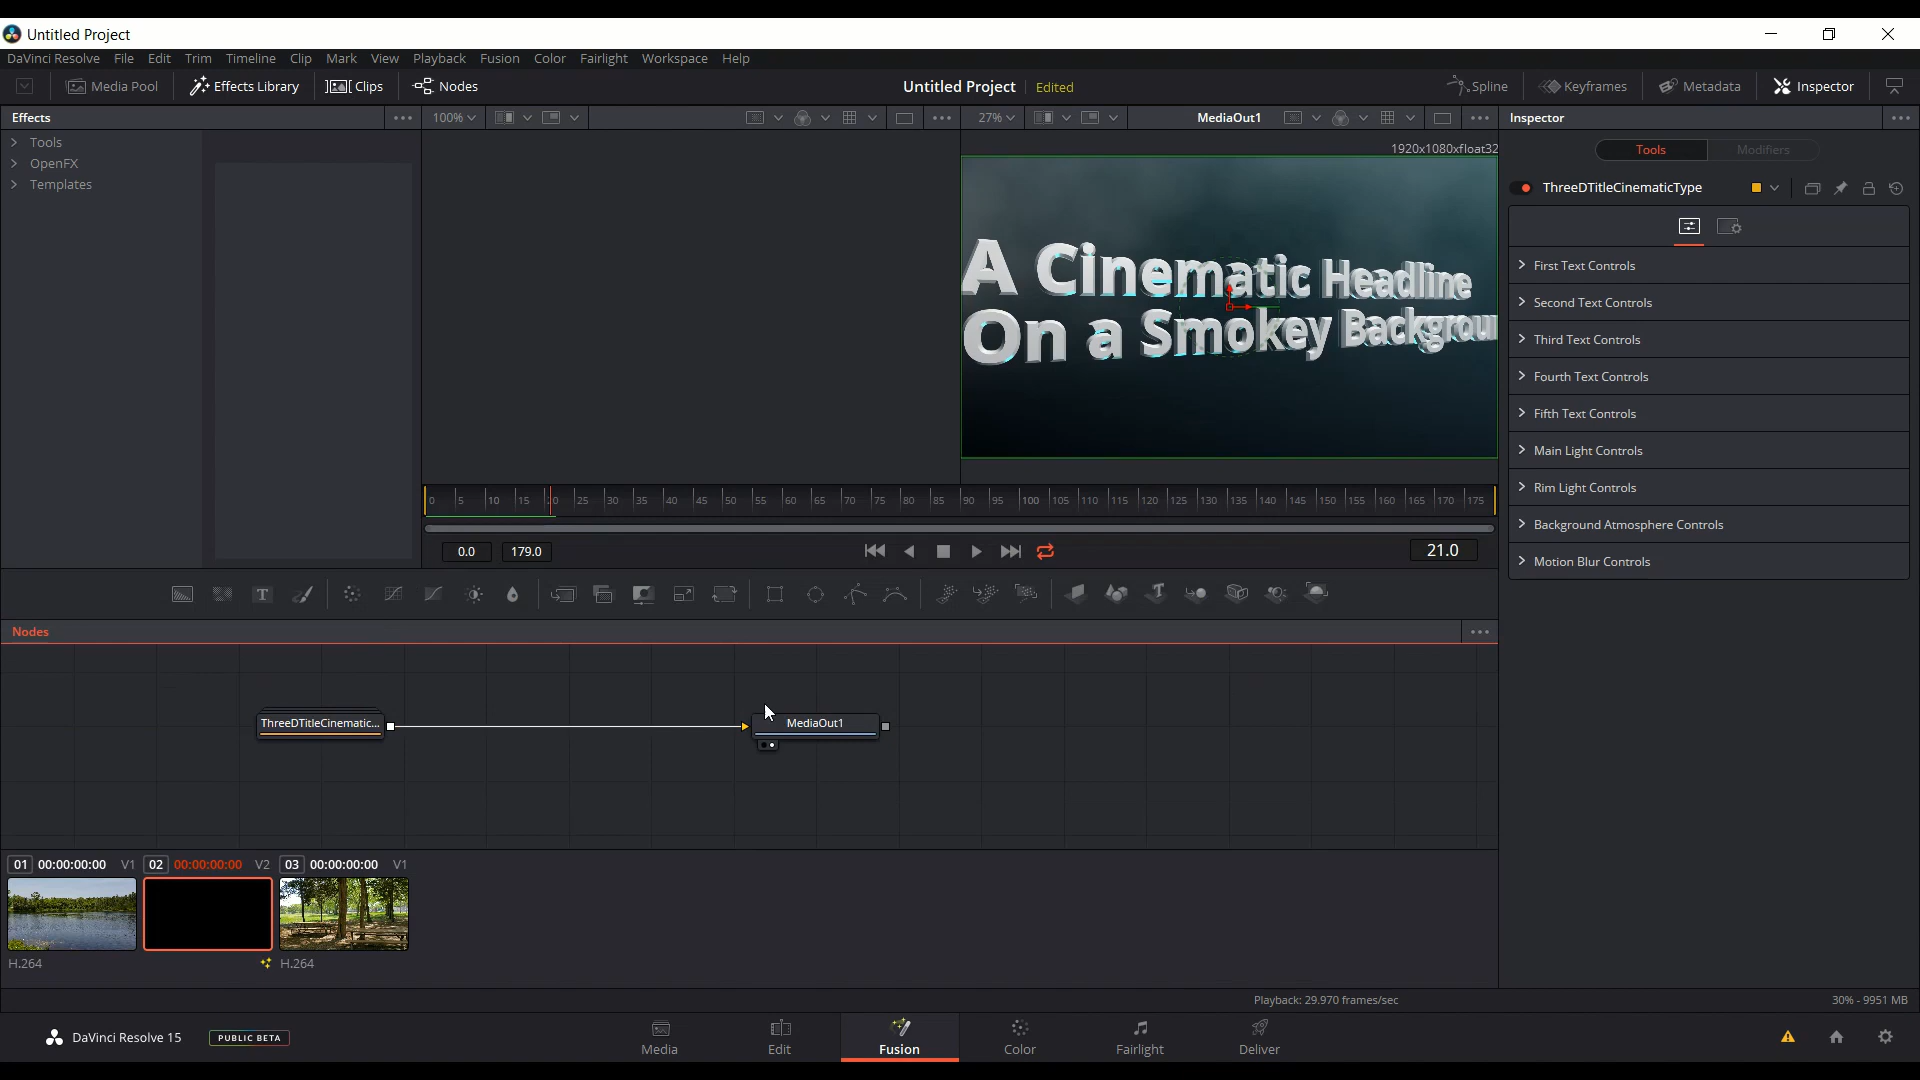 Untitled Project
DaVinci Resolve File Edit Trim Timeline Clip Mark View Playback Fusion Color Fairlight Workspace Help
Media Pool Effects Library Clips Nodes Untitled Project Edited Spline Keyframes Metadata Inspector
Effects 100% 27% MediaOut1 Inspector
Tools
OpenFX
Templates
1920x1080xfloat32
A Cinematic Headline
On a Smokey Backgroun
Tools Modifiers
ThreeDTitleCinematicType
First Text Controls
Second Text Controls
Third Text Controls
Fourth Text Controls
Fifth Text Controls
Main Light Controls
Rim Light Controls
Background Atmosphere Controls
Motion Blur Controls
0 5 10 15 20 25 30 35 40 45 50 55 60 65 70 75 80 85 90 95 100 105 110 115 120 125 130 135 140 145 150 155 160 165 170 175
0.0 179.0 21.0
Nodes
ThreeDTitleCinematic... MediaOut1
01 00:00:00:00 V1 02 00:00:00:00 V2 03 00:00:00:00 V1
H.264 H.264
Playback: 29.970 frames/sec 30% - 9951 MB
DaVinci Resolve 15 PUBLIC BETA Media Edit Fusion Color Fairlight Deliver